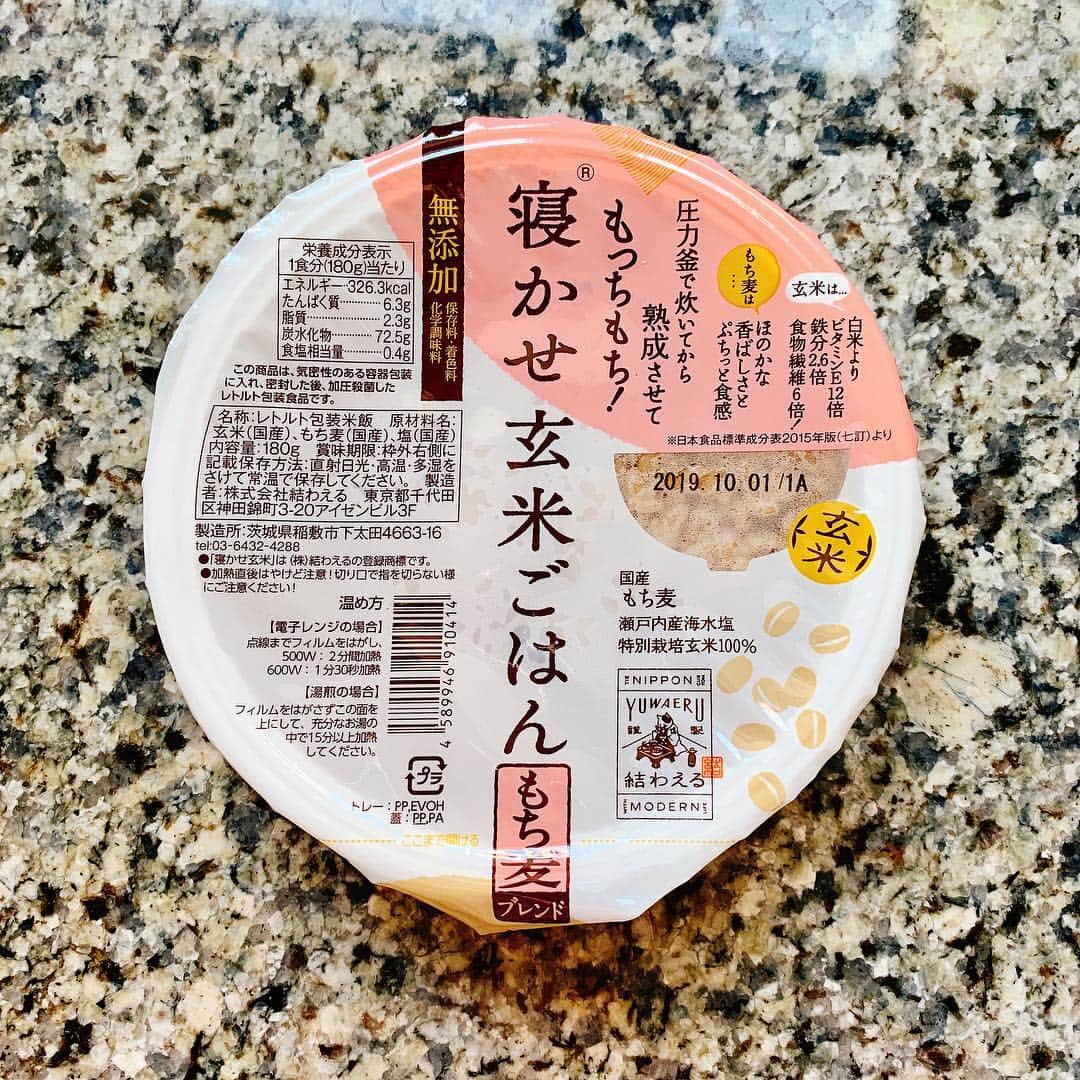 無添加
保存料・着色料
化学調味料
栄養成分表示
1食分(180g)当たり
エネルギー…326.3kcal
たんぱく質………6.3g
脂質………2.3g
炭水化物………72.5g
食塩相当量………0.4g
この商品は、気密性のある容器包装
に入れ、密封した後、加圧殺菌した
レトルト包装食品です。
名称:レトルト包装米飯 原材料名:
玄米(国産)、もち麦(国産)、塩(国産)
内容量:180g 賞味期限:枠外右側に
記載保存方法:直射日光・高温・多湿を
さけて常温で保存してください。 製造
者:株式会社結わえる 東京都千代田
区神田錦町3-20アイゼンビル3F
製造所:茨城県稲敷市下太田4663-16
tel:03-6432-4288
●「寝かせ玄米」は(株)結わえるの登録商標です。
●加熱直後はやけど注意!切り口で指を切らない様
にご注意ください!
温め方
【電子レンジの場合】
点線までフィルムをはがし、
500W:2分間加熱
600W:1分30秒加熱
【湯煎の場合】
フィルムをはがさずこの面を
上にして、充分なお湯の
中で15分以上加熱
してください。
4 589946 910414
プラ
トレー:PP,EVOH
蓋:PP,PA
ここまで開ける
寝かせ玄米ごはん
®
もち麦
ブレンド
圧力釜で炊いてから
熟成させて
もっちもち!
もち麦は…
ほのかな
香ばしさと
ぷちっと食感
玄米は…
白米より
ビタミンE12倍
鉄分2.6倍
食物繊維6倍!
※日本食品標準成分表2015年版(七訂)より
2019.10.01/1A
玄米
国産
もち麦
瀬戸内産海水塩
特別栽培玄米100%
NIPPON
YUWAERU
謹製
結わえる
MODERN